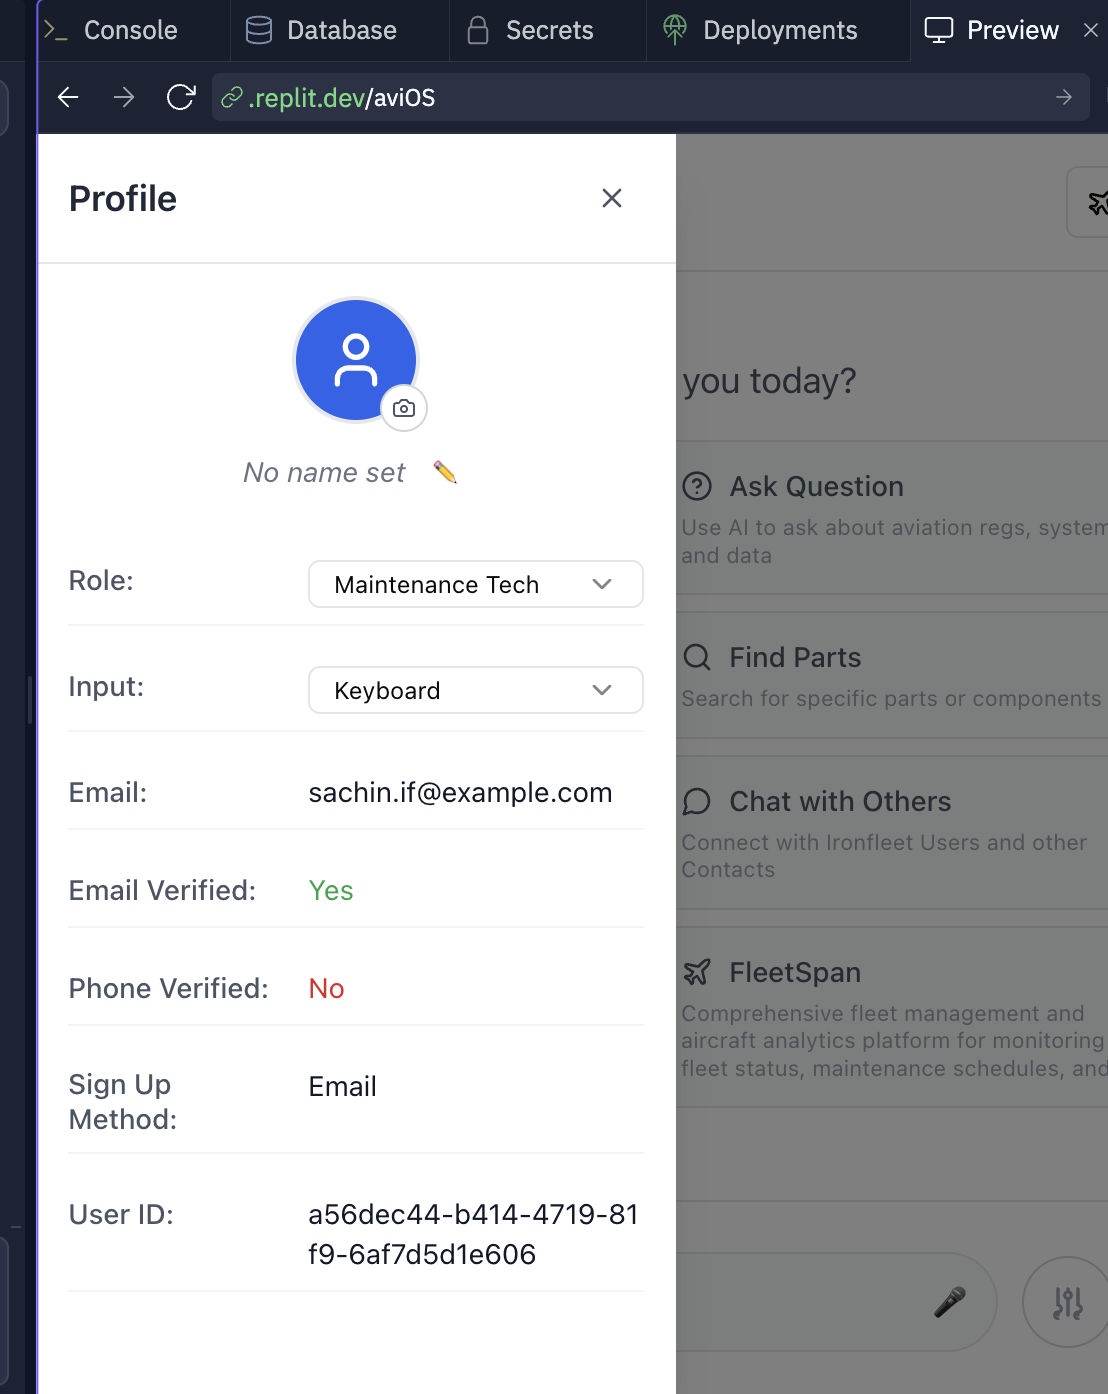 Console
Database
Secrets
Deployments
Preview
.replit.dev/aviOS
Profile
No name set
Role:
Maintenance Tech
Input:
Keyboard
Email:
sachin.if@example.com
Email Verified:
Yes
Phone Verified:
No
Sign Up
Method:
Email
User ID:
a56dec44-b414-4719-81
f9-6af7d5d1e606
you today?
Ask Question
Use AI to ask about aviation regs, system
and data
Find Parts
Search for specific parts or components
Chat with Others
Connect with Ironfleet Users and other
Contacts
FleetSpan
Comprehensive fleet management and
aircraft analytics platform for monitoring
fleet status, maintenance schedules, and